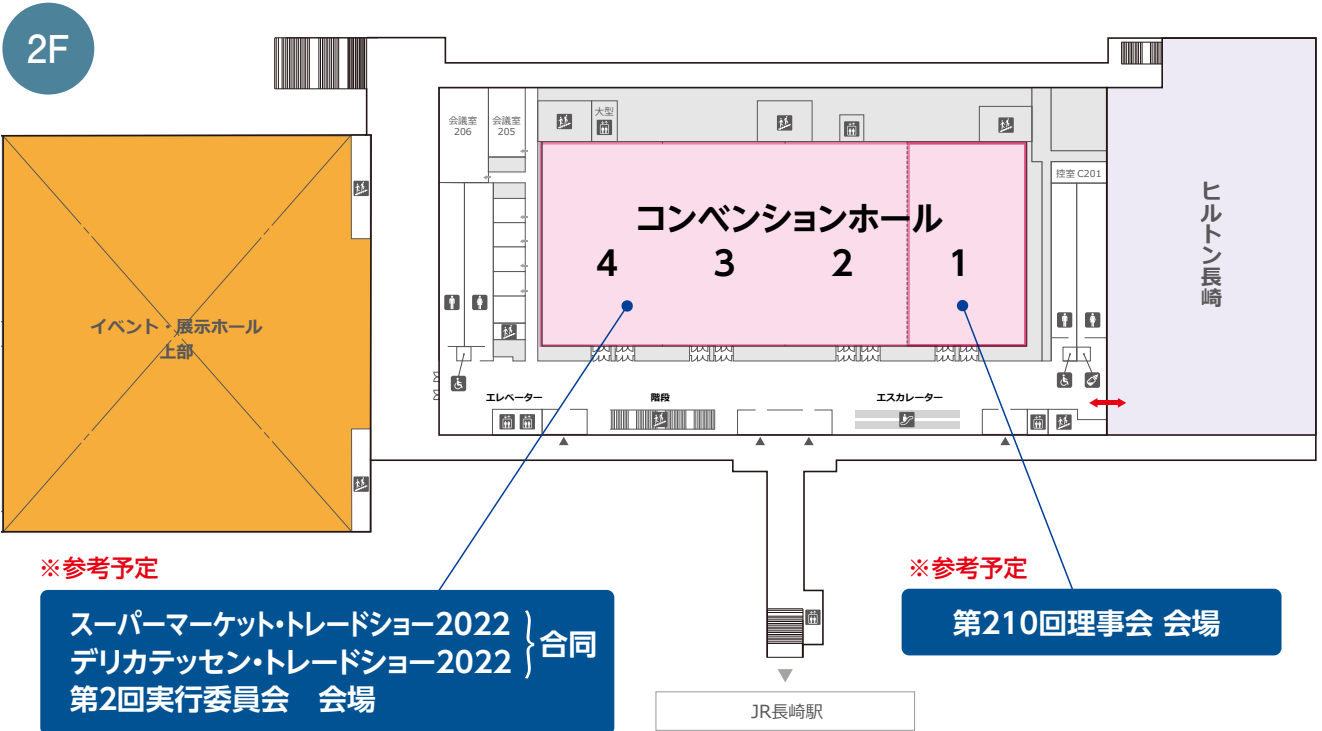 2F
会議室
206
会議室
205
大型
控室 C201
コンベンションホール
4 3 2 1
ヒルトン長崎
イベント・展示ホール
上部
エレベーター
階段
エスカレーター
※参考予定
スーパーマーケット・トレードショー2022
デリカテッセン・トレードショー2022
合同
第2回実行委員会 会場
※参考予定
第210回理事会 会場
JR長崎駅